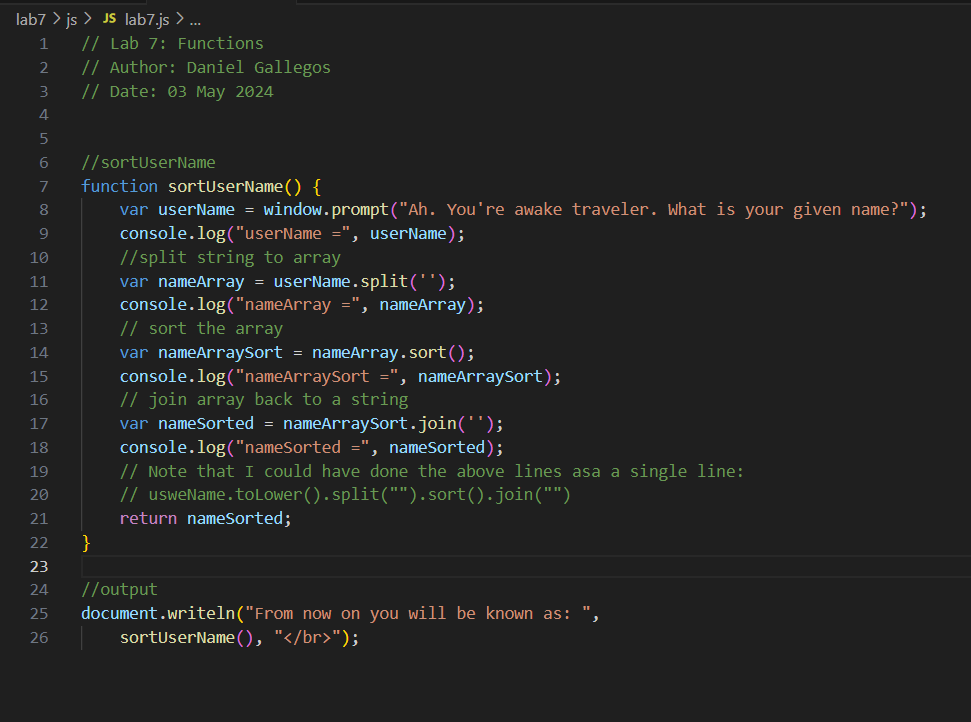 lab7 > js > JS lab7.js > ...
1 // Lab 7: Functions
2 // Author: Daniel Gallegos
3 // Date: 03 May 2024
4
5
6 //sortUserName
7 function sortUserName() {
8     var userName = window.prompt("Ah. You're awake traveler. What is your given name?");
9     console.log("userName =", userName);
10     //split string to array
11     var nameArray = userName.split('');
12     console.log("nameArray =", nameArray);
13     // sort the array
14     var nameArraySort = nameArray.sort();
15     console.log("nameArraySort =", nameArraySort);
16     // join array back to a string
17     var nameSorted = nameArraySort.join('');
18     console.log("nameSorted =", nameSorted);
19     // Note that I could have done the above lines asa a single line:
20     // usweName.toLower().split("").sort().join("")
21     return nameSorted;
22 }
23
24 //output
25 document.writeln("From now on you will be known as: ",
26     sortUserName(), "</br>");